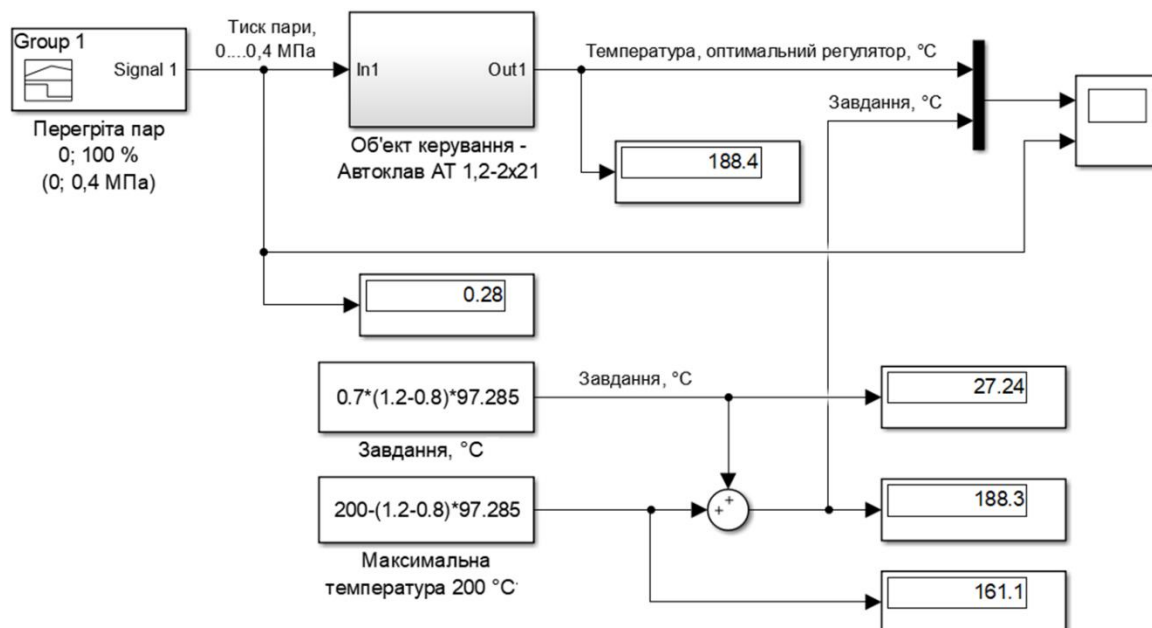 Group 1
Signal 1
Перегріта пар
0; 100 %
(0; 0,4 МПа)
Тиск пари,
0....0,4 МПа
In1
Out1
Об'ект керування -
Автоклав АТ 1,2-2х21
Температура, оптимальний регулятор, °C
Завдання, °C
188.4
0.28
0.7*(1.2-0.8)*97.285
Завдання, °C
Завдання, °C
27.24
200-(1.2-0.8)*97.285
Максимальна
температура 200 °C
+
+
188.3
161.1